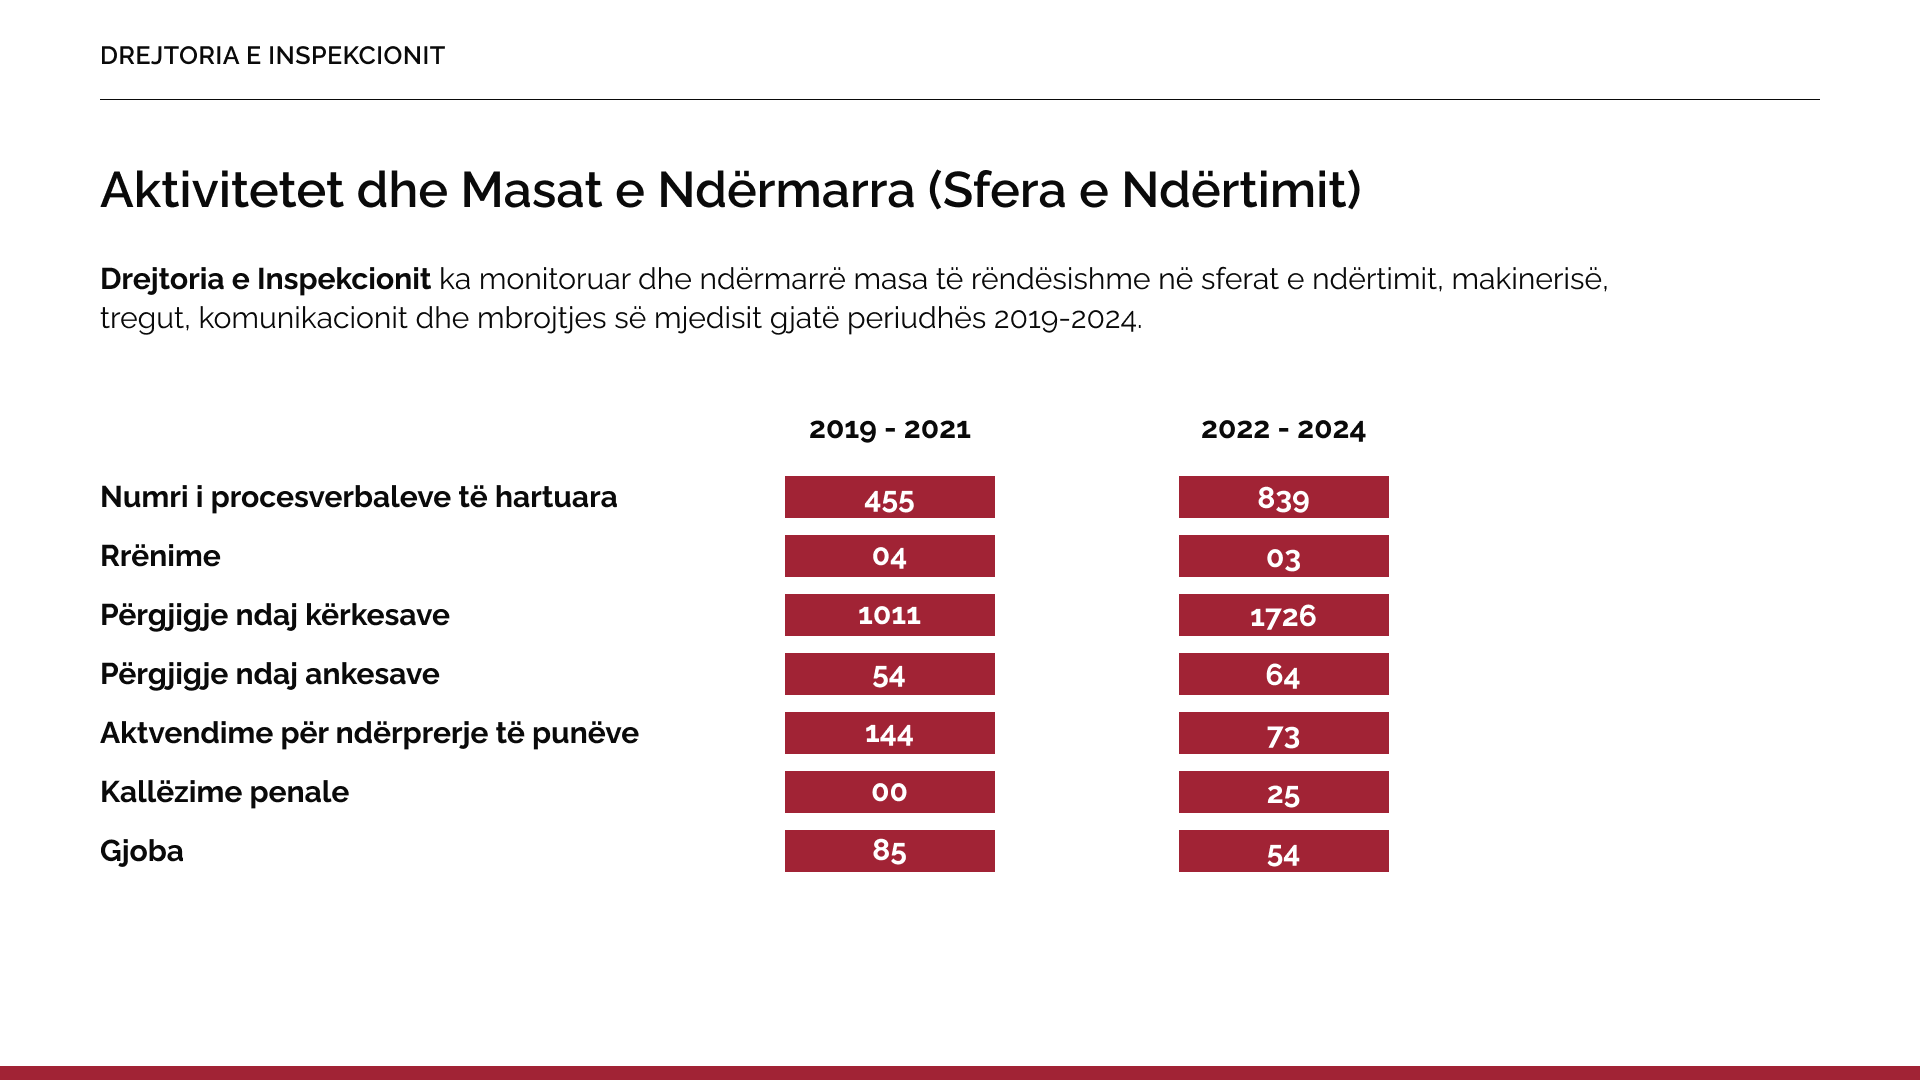 DREJTORIA E INSPEKCIONIT
Aktivitetet dhe Masat e Ndërmarra (Sfera e Ndërtimit)
Drejtoria e Inspekcionit ka monitoruar dhe ndërmarrë masa të rëndësishme në sferat e ndërtimit, makinerisë,
tregut, komunikacionit dhe mbrojtjes së mjedisit gjatë periudhës 2019-2024.
2019 - 2021 2022 - 2024
Numri i procesverbaleve të hartuara 455 839
Rrënime 04 03
Përgjigje ndaj kërkesave 1011 1726
Përgjigje ndaj ankesave 54 64
Aktvendime për ndërprerje të punëve 144 73
Kallëzime penale 00 25
Gjoba 85 54